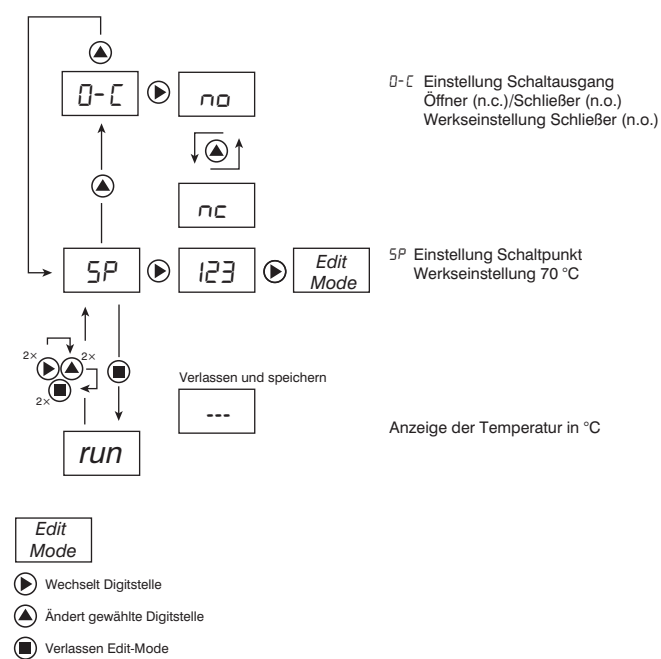 O-C
no
O-C Einstellung Schaltausgang
Öffner (n.c.)/Schließer (n.o.)
Werkseinstellung Schließer (n.o.)
nc
SP
123
Edit
Mode
SP Einstellung Schaltpunkt
Werkseinstellung 70 °C
2×
2×
2×
Verlassen und speichern
---
run
Anzeige der Temperatur in °C
Edit
Mode
Wechselt Digitstelle
Ändert gewählte Digitstelle
Verlassen Edit-Mode